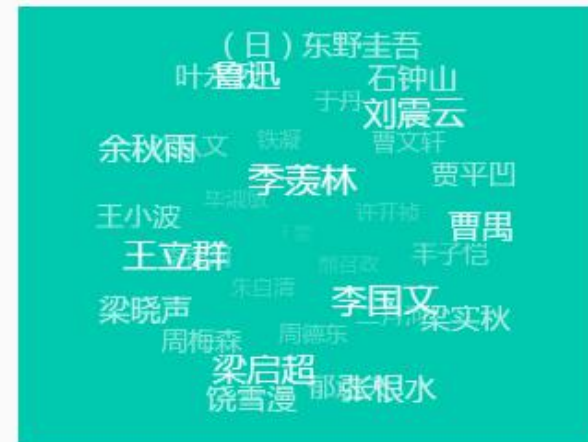 （日）东野圭吾
鲁迅
石钟山
于丹
刘震云
余秋雨
铁凝
曹文轩
季羡林
贾平凹
王小波
许开祯
曹禺
王立群
丰子恺
朱自清
李国文
梁晓声
梁实秋
周梅森
周德东
梁启超
张恨水
饶雪漫